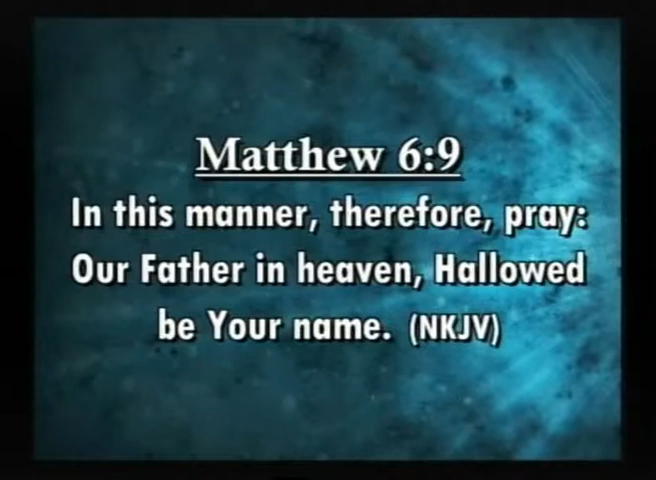 Matthew 6:9
In this manner, therefore, pray:
Our Father in heaven, Hallowed
be Your name. (NKJV)